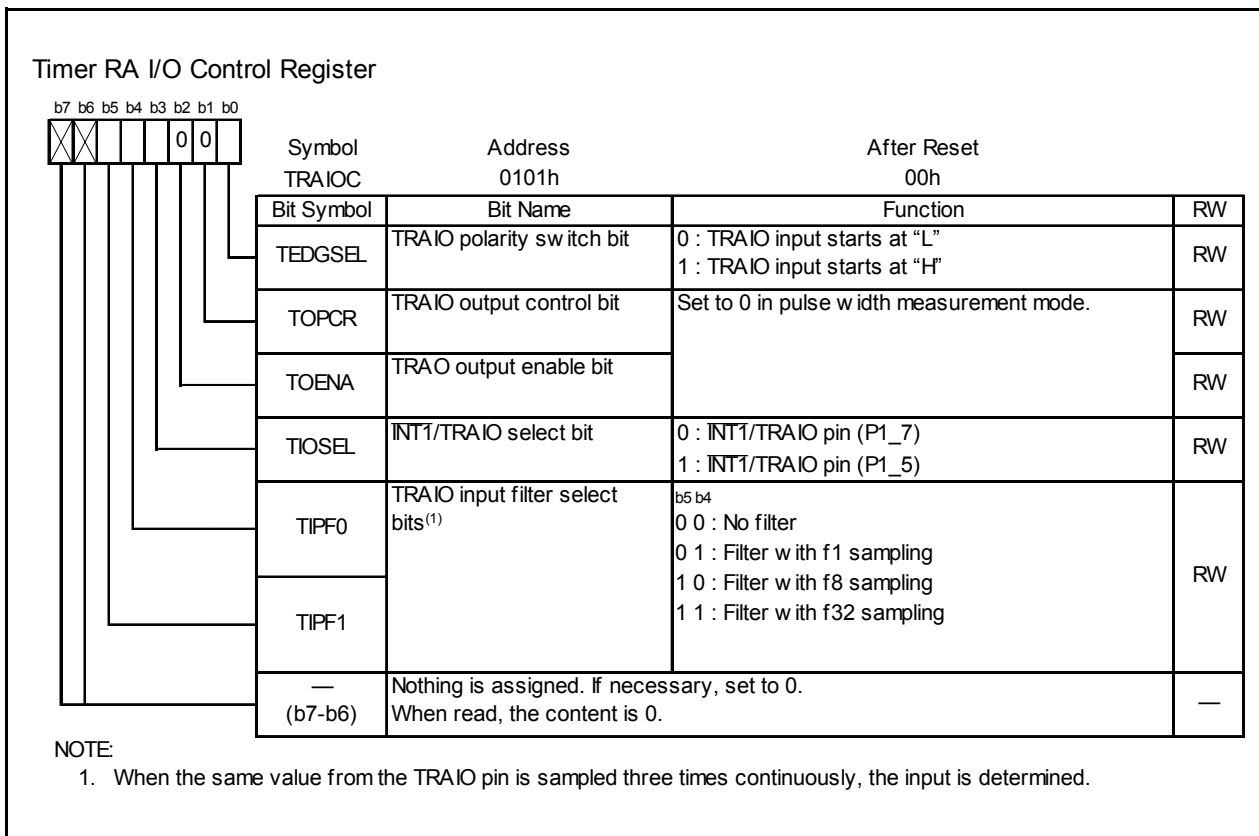 Timer RA I/O Control Register
b7 b6 b5 b4 b3 b2 b1 b0
0 0
Symbol Address After Reset
TRAIOC 0101h 00h
Bit Symbol Bit Name Function RW
TEDGSEL TRAIO polarity switch bit 0 : TRAIO input starts at “L” RW
1 : TRAIO input starts at “H”
TOPCR TRAIO output control bit Set to 0 in pulse width measurement mode. RW
TOENA TRAO output enable bit RW
TIOSEL INT1/TRAIO select bit 0 : INT1/TRAIO pin (P1_7) RW
1 : INT1/TRAIO pin (P1_5)
TIPF0 TRAIO input filter select b5 b4
bits(1) 0 0 : No filter
0 1 : Filter with f1 sampling
1 0 : Filter with f8 sampling RW
TIPF1 1 1 : Filter with f32 sampling
— Nothing is assigned. If necessary, set to 0. —
(b7-b6) When read, the content is 0.
NOTE:
1. When the same value from the TRAIO pin is sampled three times continuously, the input is determined.